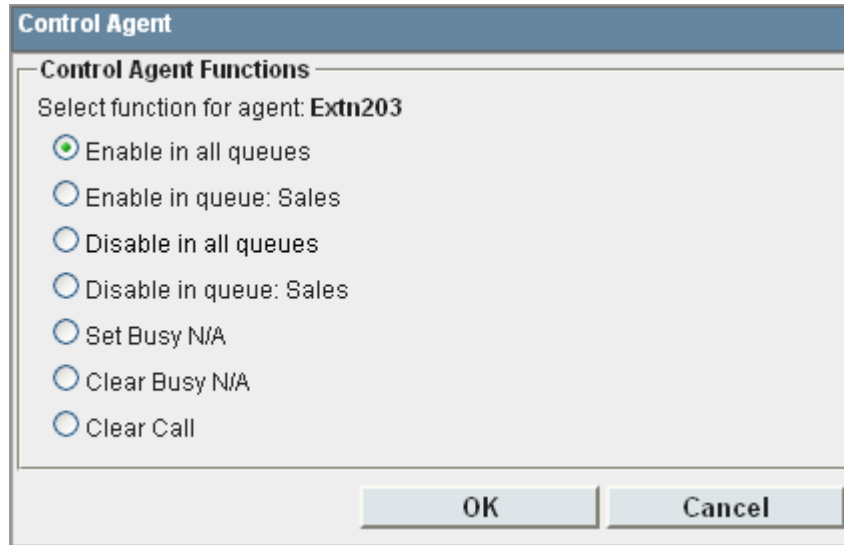 Control Agent
Control Agent Functions
Select function for agent: Extn203
Enable in all queues
Enable in queue: Sales
Disable in all queues
Disable in queue: Sales
Set Busy N/A
Clear Busy N/A
Clear Call
OK Cancel